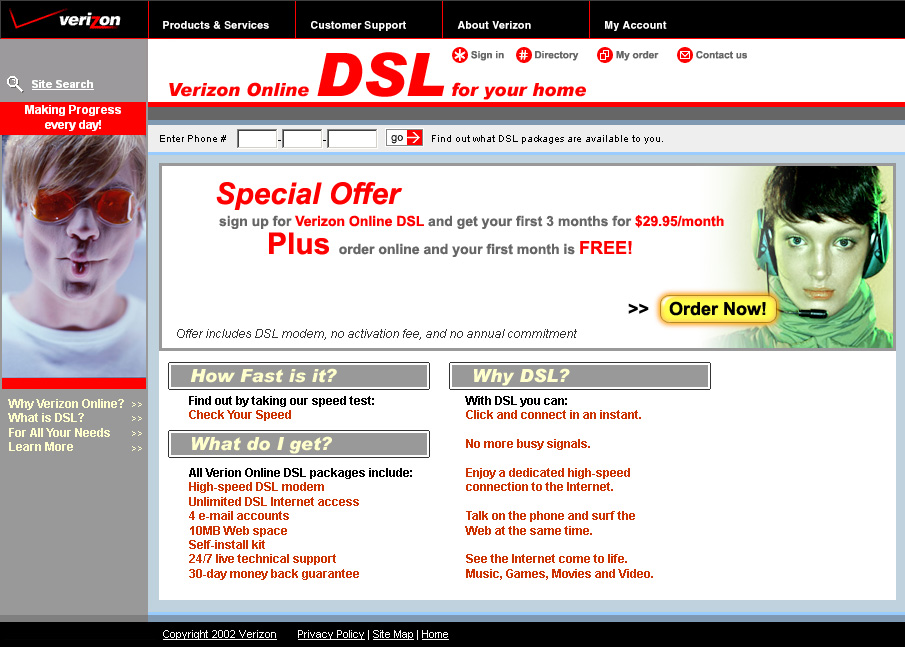 verizon
Products & Services
Customer Support
About Verizon
My Account
Sign in
Directory
My order
Contact us
Verizon Online DSL for your home
Site Search
Making Progress
every day!
Enter Phone #
-
-
go
Find out what DSL packages are available to you.
Special Offer
sign up for Verizon Online DSL and get your first 3 months for $29.95/month
Plus order online and your first month is FREE!
>> Order Now!
Offer includes DSL modem, no activation fee, and no annual commitment
Why Verizon Online? >>
What is DSL? >>
For All Your Needs >>
Learn More >>
How Fast is it?
Find out by taking our speed test:
Check Your Speed
What do I get?
All Verion Online DSL packages include:
High-speed DSL modem
Unlimited DSL Internet access
4 e-mail accounts
10MB Web space
Self-install kit
24/7 live technical support
30-day money back guarantee
Why DSL?
With DSL you can:
Click and connect in an instant.
No more busy signals.
Enjoy a dedicated high-speed
connection to the Internet.
Talk on the phone and surf the
Web at the same time.
See the Internet come to life.
Music, Games, Movies and Video.
Copyright 2002 Verizon
Privacy Policy | Site Map | Home